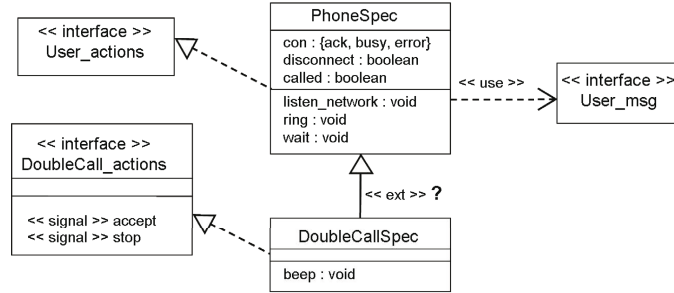 PhoneSpec
<< interface >>
User_actions
con : {ack, busy, error}
disconnect : boolean
called : boolean
<< use >>
<< interface >>
User_msg
listen_network : void
ring : void
wait : void
<< interface >>
DoubleCall_actions
<< ext >> ?
<< signal >> accept
<< signal >> stop
DoubleCallSpec
beep : void